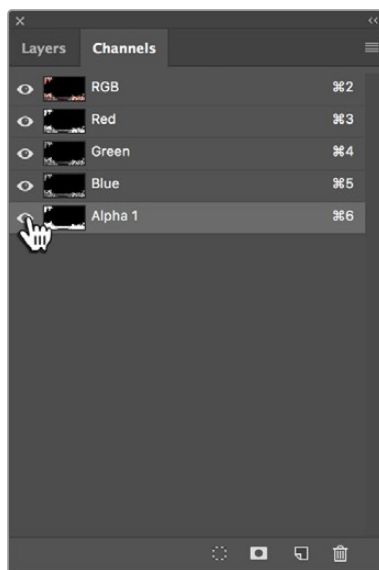 Layers Channels
RGB ⌘2
Red ⌘3
Green ⌘4
Blue ⌘5
Alpha 1 ⌘6